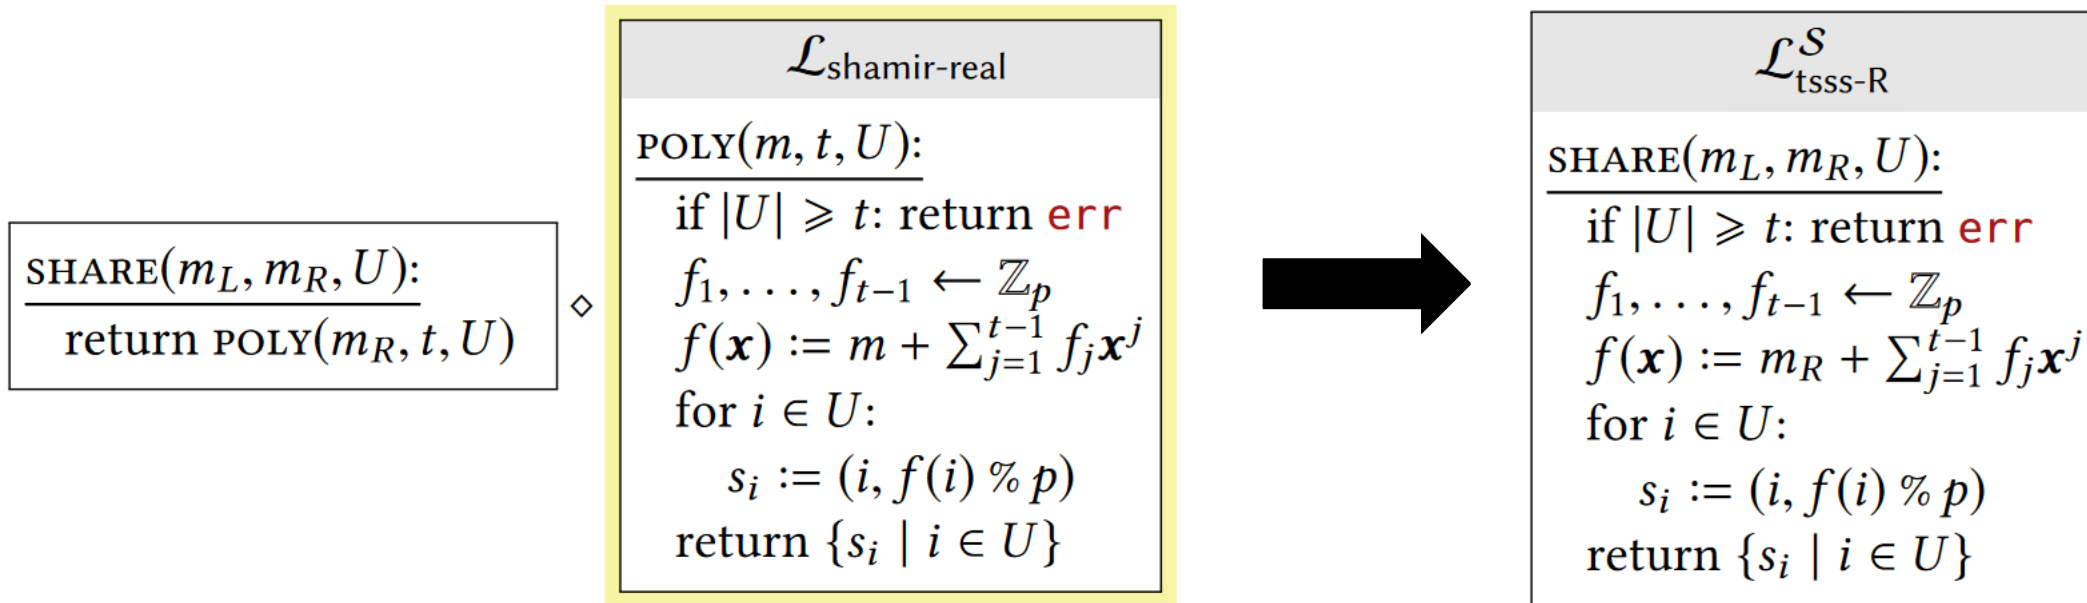 SHARE(m_L, m_R, U):
return POLY(m_R, t, U)
⋄
ℒ_shamir-real
POLY(m, t, U):
if |U| ⩾ t: return err
f_1, . . . , f_{t−1} ← ℤ_p
f(x) := m + ∑_{j=1}^{t−1} f_j x^j
for i ∈ U:
s_i := (i, f(i) % p)
return {s_i | i ∈ U}
ℒ^𝒮_tsss-R
SHARE(m_L, m_R, U):
if |U| ⩾ t: return err
f_1, . . . , f_{t−1} ← ℤ_p
f(x) := m_R + ∑_{j=1}^{t−1} f_j x^j
for i ∈ U:
s_i := (i, f(i) % p)
return {s_i | i ∈ U}